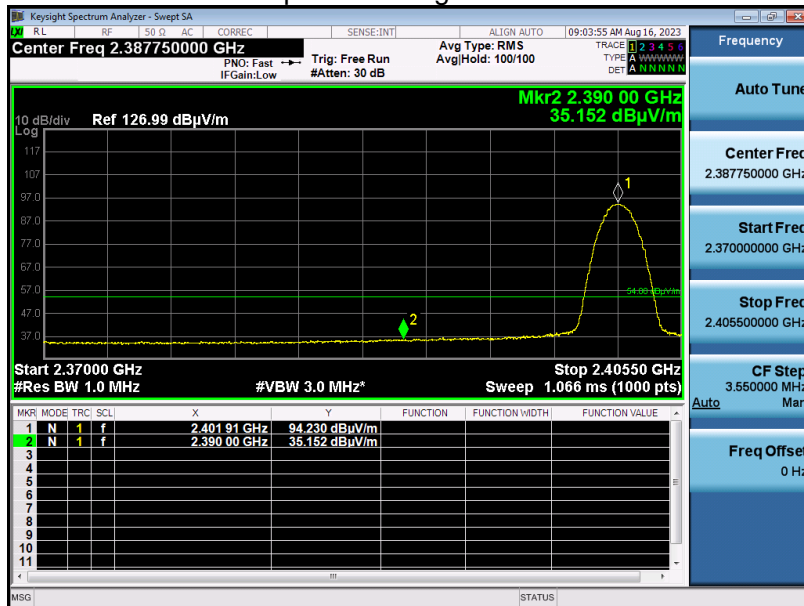 Keysight Spectrum Analyzer - Swept SA
LXI RL RF 50 Ω AC CORREC SENSE:INT ALIGN AUTO 09:03:55 AM Aug 16, 2023
Center Freq 2.387750000 GHz
PNO: Fast
IFGain:Low
Trig: Free Run
#Atten: 30 dB
Avg Type: RMS
Avg|Hold: 100/100
TRACE 1 2 3 4 5 6
TYPE A WWWWW
DET A N N N N N
Mkr2 2.390 00 GHz
35.152 dBµV/m
10 dB/div Ref 126.99 dBµV/m
Log
117
107
97.0
87.0
77.0
67.0
57.0
47.0
37.0
1
2
54.00 dBµV/m
Start 2.37000 GHz Stop 2.40550 GHz
#Res BW 1.0 MHz #VBW 3.0 MHz* Sweep 1.066 ms (1000 pts)
MKR MODE TRC SCL X Y FUNCTION FUNCTION WIDTH FUNCTION VALUE
1 N 1 f 2.401 91 GHz 94.230 dBµV/m
2 N 1 f 2.390 00 GHz 35.152 dBµV/m
3
4
5
6
7
8
9
10
11
MSG STATUS
Frequency
Auto Tune
Center Freq
2.387750000 GHz
Start Freq
2.370000000 GHz
Stop Freq
2.405500000 GHz
CF Step
3.550000 MHz
Auto Man
Freq Offset
0 Hz